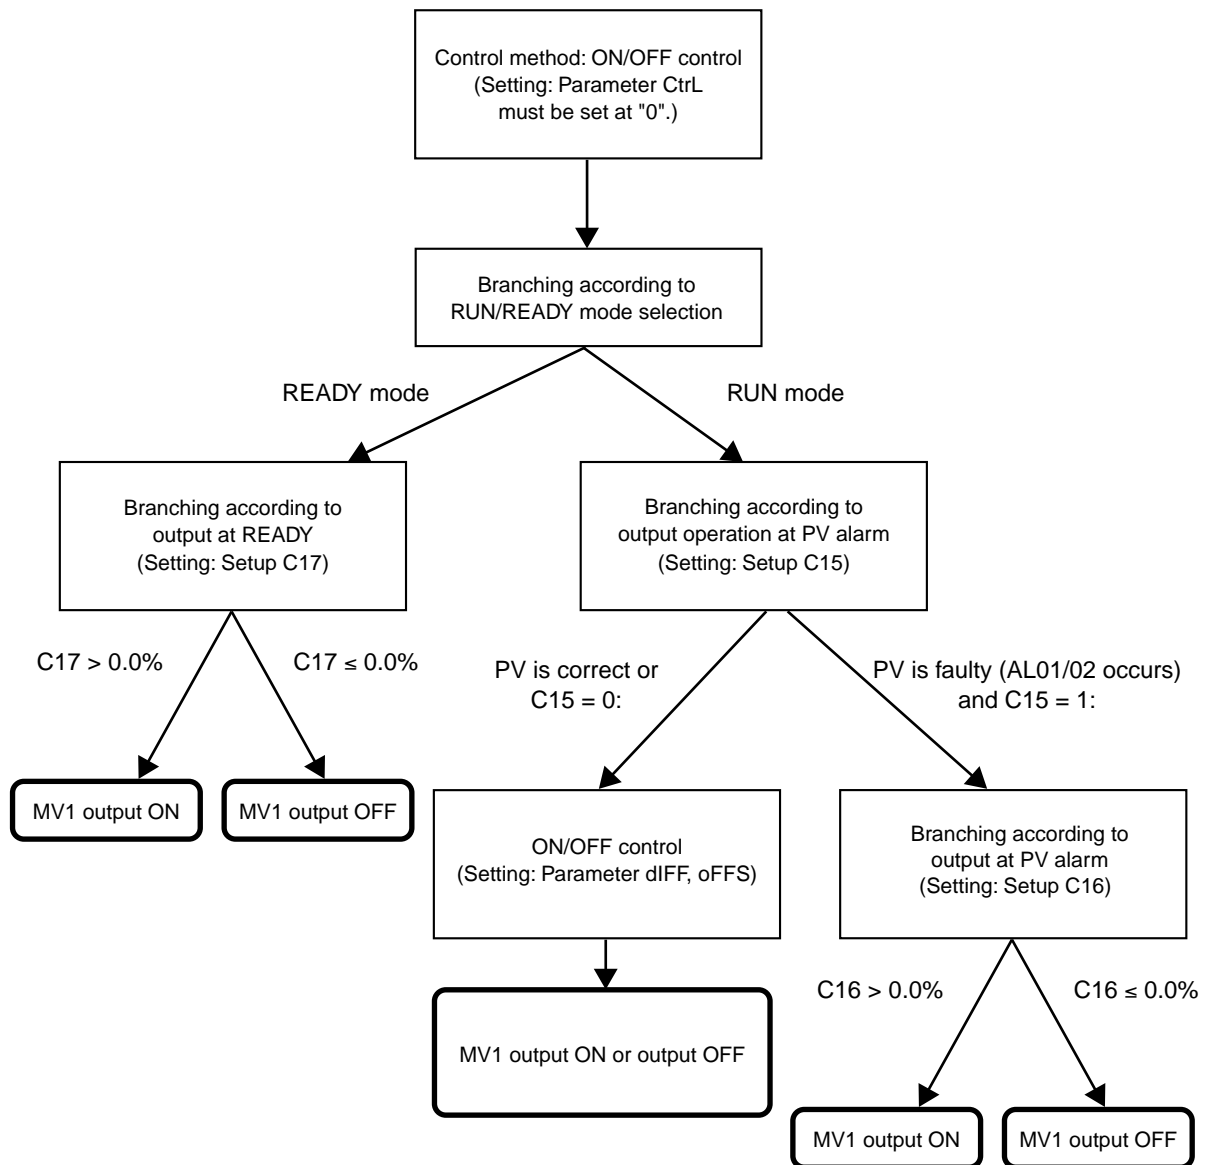 Control method: ON/OFF control
(Setting: Parameter CtrL
must be set at "0".)
Branching according to
RUN/READY mode selection
READY mode
RUN mode
Branching according to
output at READY
(Setting: Setup C17)
Branching according to
output operation at PV alarm
(Setting: Setup C15)
C17 > 0.0%
C17 ≤ 0.0%
PV is correct or
C15 = 0:
PV is faulty (AL01/02 occurs)
and C15 = 1:
MV1 output ON
MV1 output OFF
ON/OFF control
(Setting: Parameter dIFF, oFFS)
Branching according to
output at PV alarm
(Setting: Setup C16)
C16 > 0.0%
C16 ≤ 0.0%
MV1 output ON or output OFF
MV1 output ON
MV1 output OFF